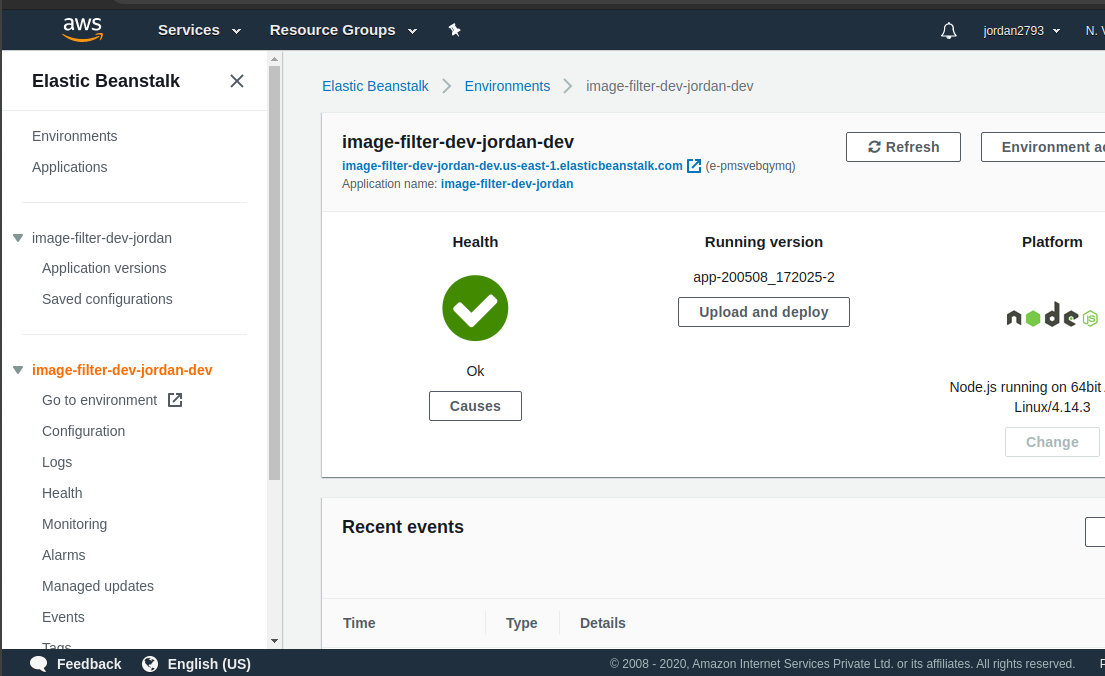 aws Services Resource Groups jordan2793 N.
Elastic Beanstalk
Environments
Applications
image-filter-dev-jordan
Application versions
Saved configurations
image-filter-dev-jordan-dev
Go to environment
Configuration
Logs
Health
Monitoring
Alarms
Managed updates
Events
Tags
Elastic Beanstalk Environments image-filter-dev-jordan-dev
image-filter-dev-jordan-dev
image-filter-dev-jordan-dev.us-east-1.elasticbeanstalk.com (e-pmsvebqymq)
Application name: image-filter-dev-jordan
Refresh
Environment
Health
Ok
Causes
Running version
app-200508_172025-2
Upload and deploy
Platform
node JS
Node.js running on 64bit
Linux/4.14.3
Change
Recent events
Time Type Details
Feedback English (US) © 2008 - 2020, Amazon Internet Services Private Ltd. or its affiliates. All rights reserved.